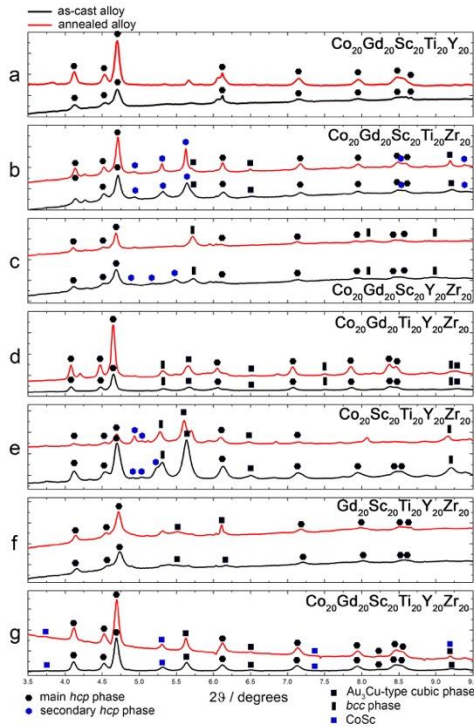 as-cast alloy
annealed alloy
Co20Gd20Sc20Ti20Y20
a
Co20Gd20Sc20Ti20Zr20
b
c
Co20Gd20Sc20Y20Zr20
Co20Gd20Ti20Y20Zr20
d
Co20Sc20Ti20Y20Zr20
e
Gd20Sc20Ti20Y20Zr20
f
Co20Gd20Sc20Ti20Y20Zr20
g
3.5 4.0 4.5 5.0 5.5 6.0 6.5 7.0 7.5 8.0 8.5 9.0 9.
main hcp phase
secondary hcp phase
2ϑ / degrees
Au3Cu-type cubic phase
bcc phase
CoSc